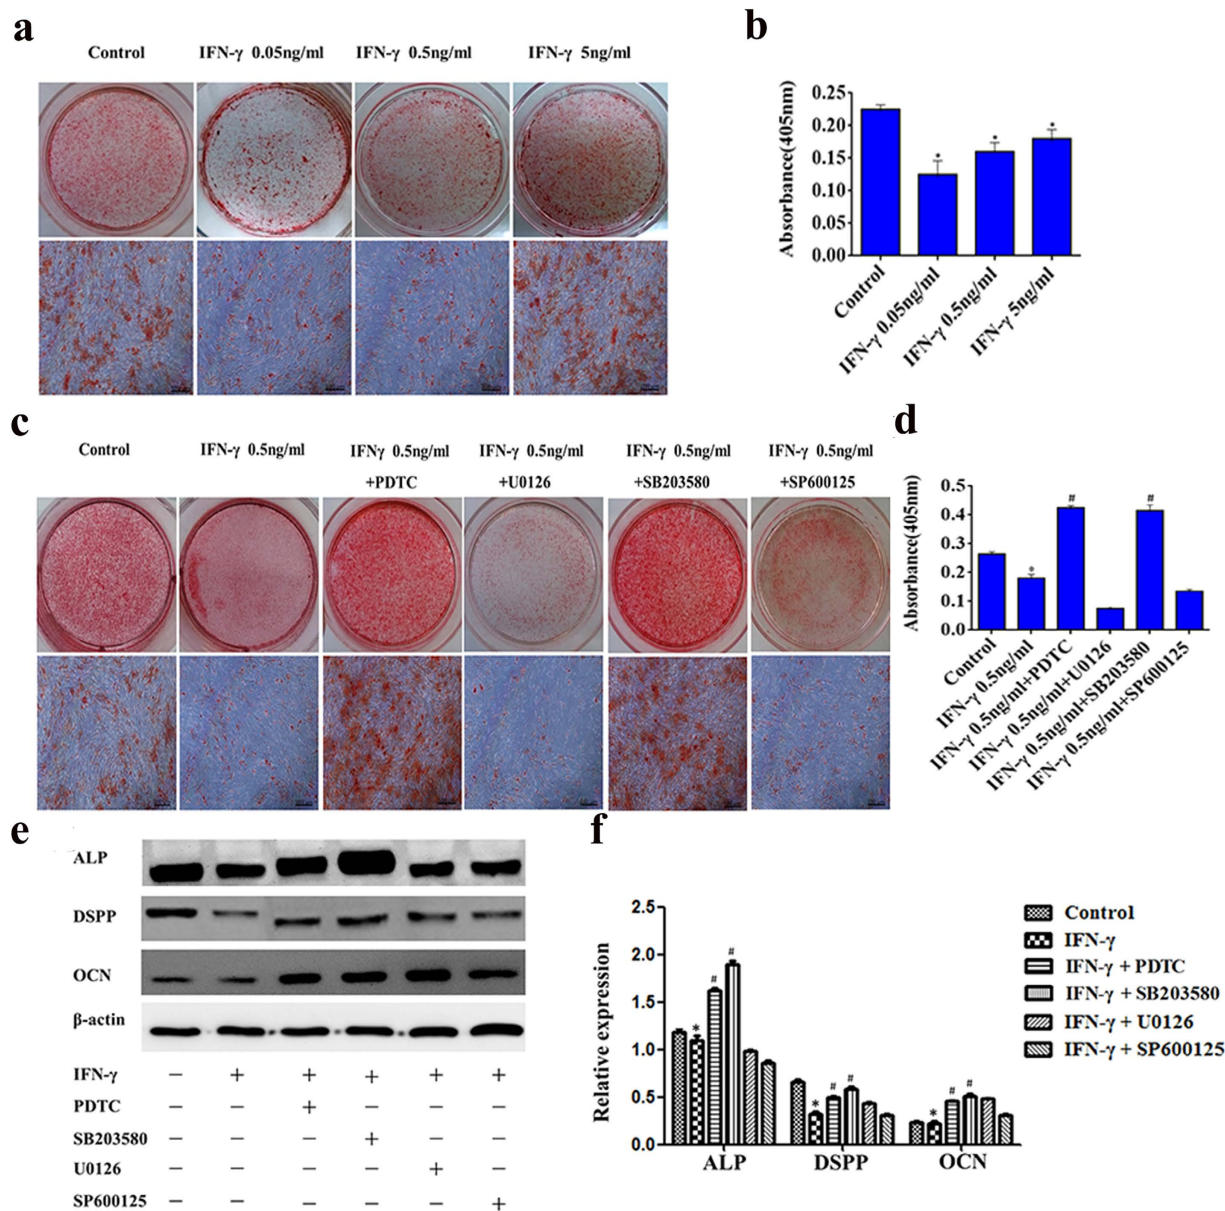 a
Control IFN-γ 0.05ng/ml IFN-γ 0.5ng/ml IFN-γ 5ng/ml
b
Absorbance(405nm)
0.25
0.20
0.15
0.10
0.05
0.00
* * *
Control
IFN-γ 0.05ng/ml
IFN-γ 0.5ng/ml
IFN-γ 5ng/ml
c
Control IFN-γ 0.5ng/ml IFNγ 0.5ng/ml IFN-γ 0.5ng/ml IFN-γ 0.5ng/ml IFN-γ 0.5ng/ml
+PDTC +U0126 +SB203580 +SP600125
d
Absorbance(405nm)
0.5
0.4
0.3
0.2
0.1
0.0
* # #
Control
IFN-γ 0.5ng/ml
IFN-γ 0.5ng/ml+PDTC
IFN-γ 0.5ng/ml+U0126
IFN-γ 0.5ng/ml+SB203580
IFN-γ 0.5ng/ml+SP600125
e
ALP
DSPP
OCN
β-actin
IFN-γ − + + + + +
PDTC − − + − − −
SB203580 − − − + − −
U0126 − − − − + −
SP600125 − − − − − +
f
Relative expression
2.5
2.0
1.5
1.0
0.5
0.0
* # # * # # * # #
ALP DSPP OCN
Control
IFN-γ
IFN-γ + PDTC
IFN-γ + SB203580
IFN-γ + U0126
IFN-γ + SP600125